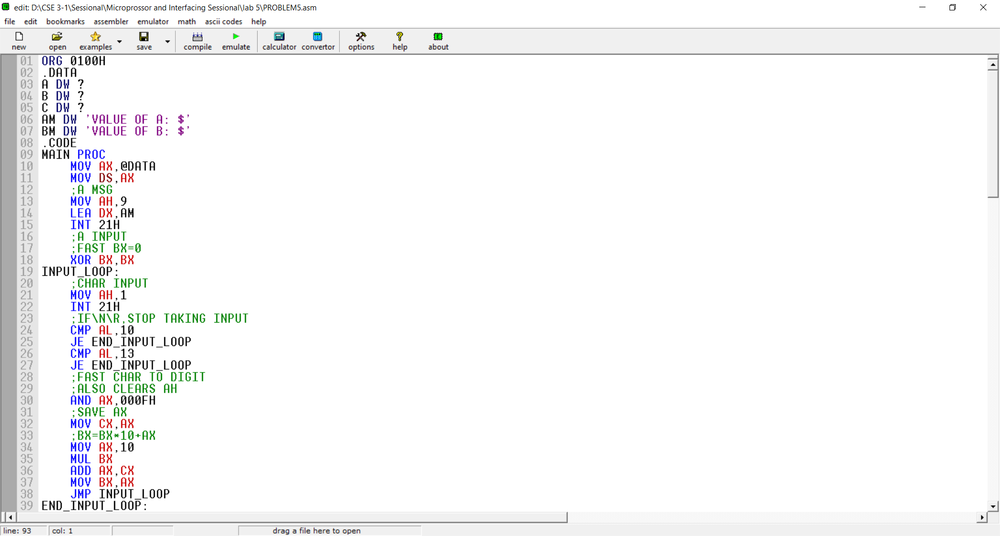 edit: D:\CSE 3-1\Sessional\Microprossor and Interfacing Sessional\lab 5\PROBLEM5.asm
file edit bookmarks assembler emulator math ascii codes help
new open examples save compile emulate calculator convertor options help about
01 ORG 0100H
02 .DATA
03 A DW ?
04 B DW ?
05 C DW ?
06 AM DW 'VALUE OF A: $'
07 BM DW 'VALUE OF B: $'
08 .CODE
09 MAIN PROC
10     MOV AX,@DATA
11     MOV DS,AX
12     ;A MSG
13     MOV AH,9
14     LEA DX,AM
15     INT 21H
16     ;A INPUT
17     ;FAST BX=0
18     XOR BX,BX
19 INPUT_LOOP:
20     ;CHAR INPUT
21     MOV AH,1
22     INT 21H
23     ;IF\N\R,STOP TAKING INPUT
24     CMP AL,10
25     JE END_INPUT_LOOP
26     CMP AL,13
27     JE END_INPUT_LOOP
28     ;FAST CHAR TO DIGIT
29     ;ALSO CLEARS AH
30     AND AX,000FH
31     ;SAVE AX
32     MOV CX,AX
33     ;BX=BX*10+AX
34     MOV AX,10
35     MUL BX
36     ADD AX,CX
37     MOV BX,AX
38     JMP INPUT_LOOP
39 END_INPUT_LOOP:
line: 93 col: 1 drag a file here to open